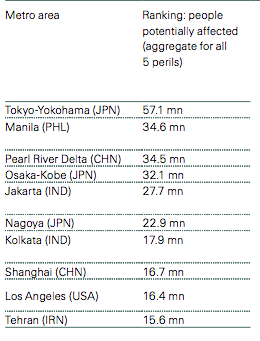 Metro area Ranking: people
potentially affected
(aggregate for all
5 perils)
Tokyo-Yokohama (JPN) 57.1 mn
Manila (PHL) 34.6 mn
Pearl River Delta (CHN) 34.5 mn
Osaka-Kobe (JPN) 32.1 mn
Jakarta (IND) 27.7 mn
Nagoya (JPN) 22.9 mn
Kolkata (IND) 17.9 mn
Shanghai (CHN) 16.7 mn
Los Angeles (USA) 16.4 mn
Tehran (IRN) 15.6 mn